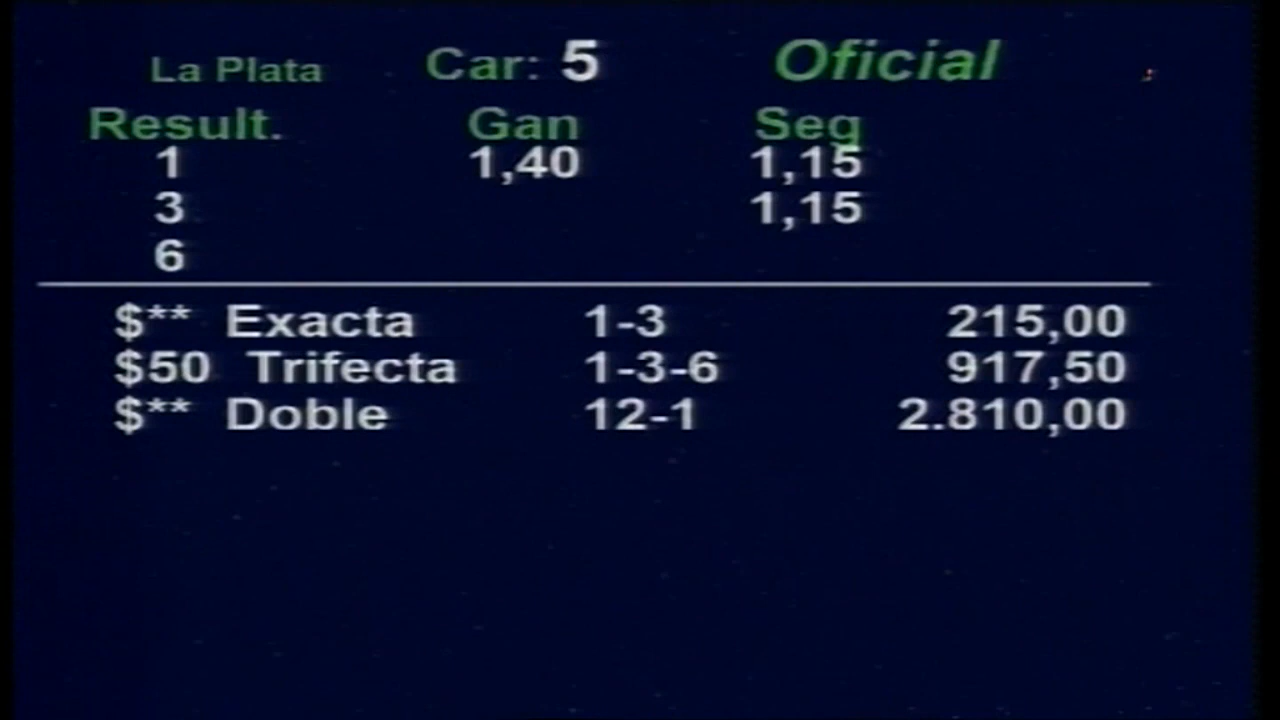 La Plata Car: 5 Oficial
Result. Gan Seg
1 1,40 1,15
3 1,15
6
$** Exacta 1-3 215,00
$50 Trifecta 1-3-6 917,50
$** Doble 12-1 2.810,00